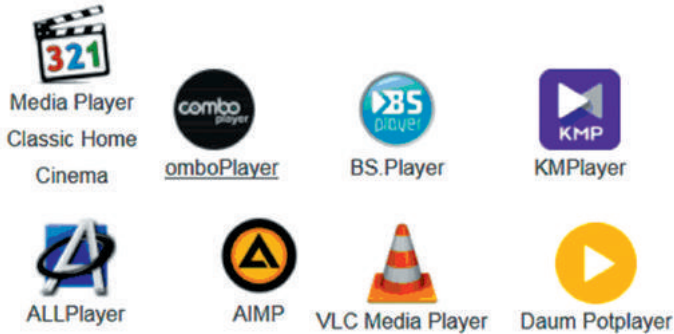 321
Media Player
Classic Home
Cinema
combo
player
omboPlayer
BS
player
BS.Player
KMP
KMPlayer
ALLPlayer
AIMP
VLC Media Player
Daum Potplayer